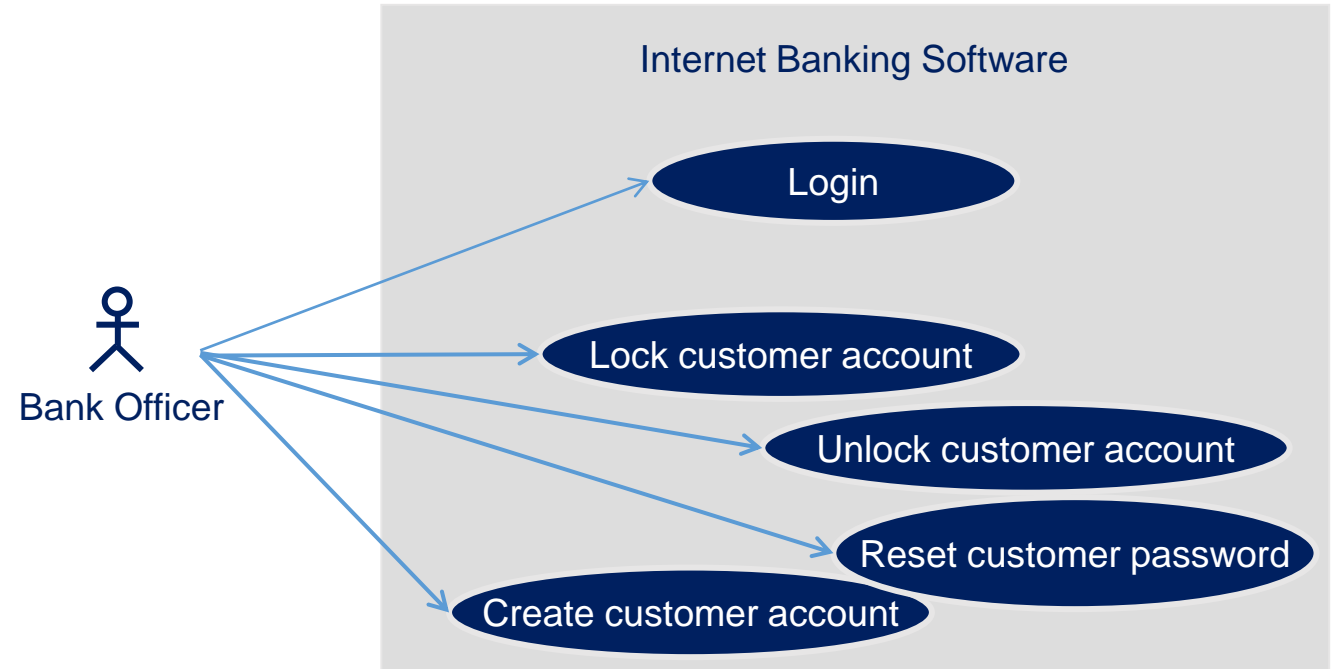 Internet Banking Software
Login
Lock customer account
Bank Officer
Unlock customer account
Reset customer password
Create customer account